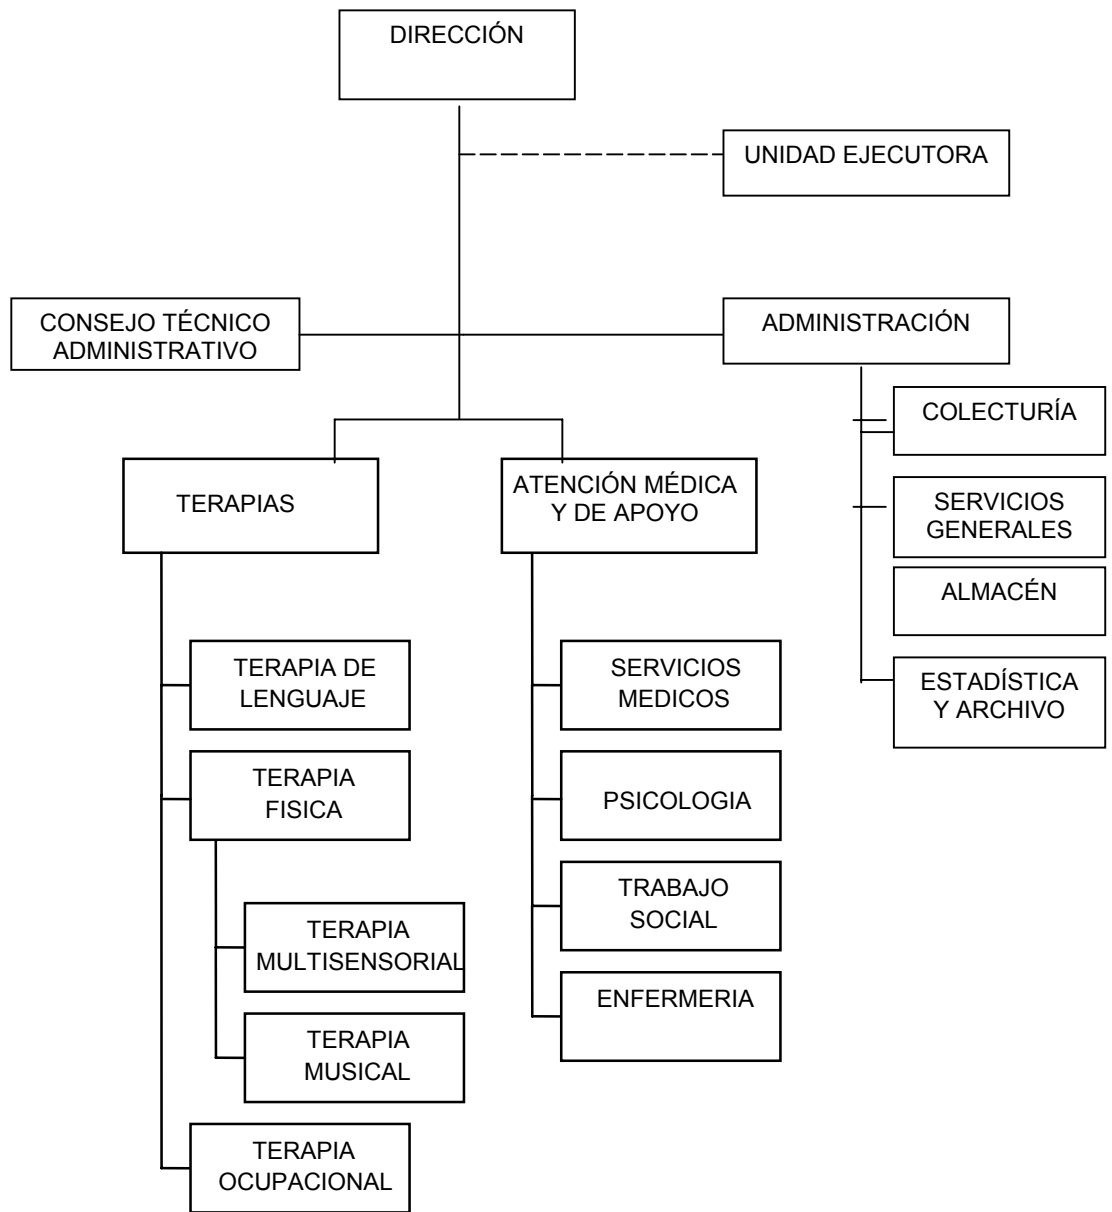 DIRECCIÓN
UNIDAD EJECUTORA
CONSEJO TÉCNICO
ADMINISTRATIVO
ADMINISTRACIÓN
COLECTURÍA
SERVICIOS
GENERALES
ALMACÉN
ESTADÍSTICA
Y ARCHIVO
TERAPIAS
TERAPIA DE
LENGUAJE
TERAPIA
FISICA
TERAPIA
MULTISENSORIAL
TERAPIA
MUSICAL
TERAPIA
OCUPACIONAL
ATENCIÓN MÉDICA
Y DE APOYO
SERVICIOS
MEDICOS
PSICOLOGIA
TRABAJO
SOCIAL
ENFERMERIA